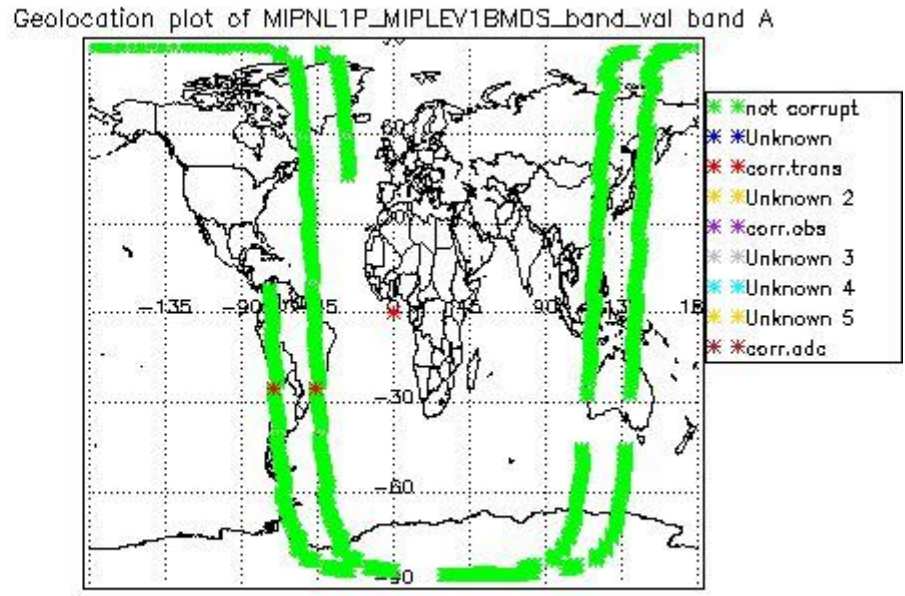 Geolocation plot of MIPNL1P_MIPLEV1BMDS_band_val band A
not corrupt
Unknown
corr.trans
Unknown 2
corr.obs
Unknown 3
Unknown 4
Unknown 5
corr.adc
60
-135 -90 45 90
-30
-60
-90